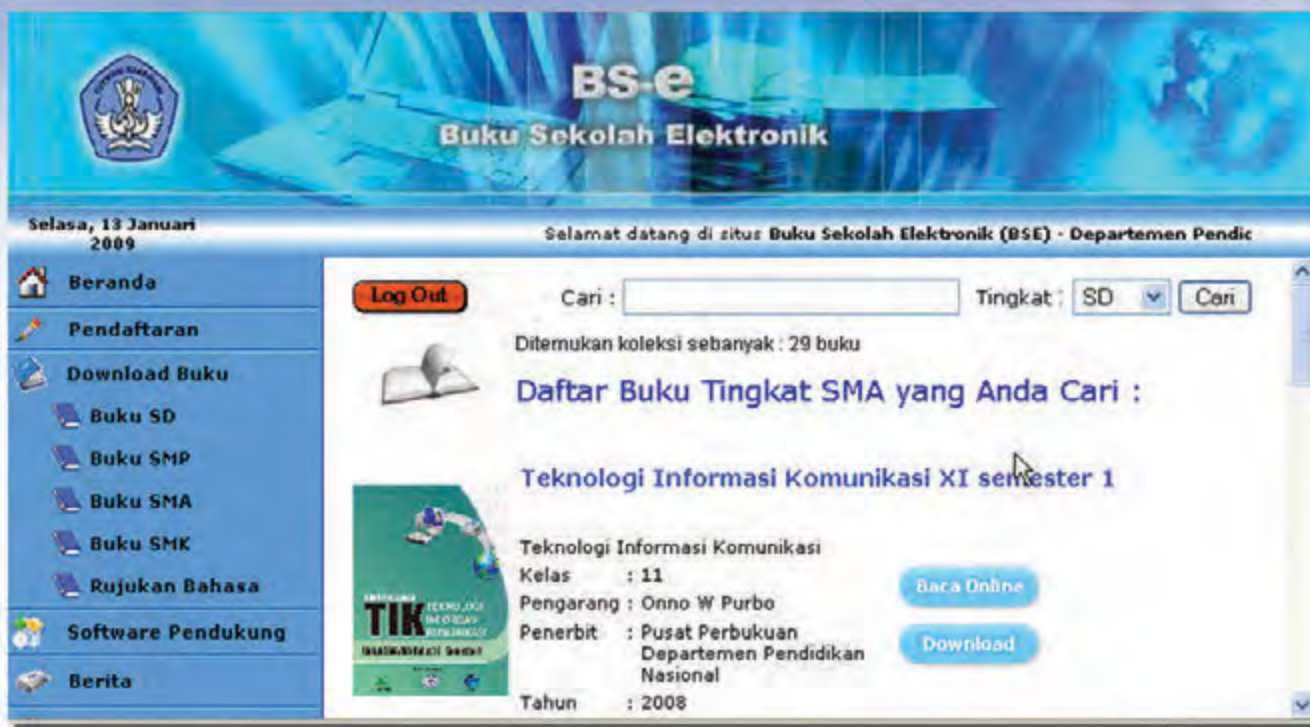 BS-e
Buku Sekolah Elektronik
Selasa, 13 Januari
2009
Selamat datang di situs Buku Sekolah Elektronik (BSE) - Departemen Pendic
Beranda
Pendaftaran
Download Buku
Buku SD
Buku SMP
Buku SMA
Buku SMK
Rujukan Bahasa
Software Pendukung
Berita
Log Out
Cari :
Tingkat : SD Cari
Ditemukan koleksi sebanyak : 29 buku
Daftar Buku Tingkat SMA yang Anda Cari :
Teknologi Informasi Komunikasi XI semester 1
TIK
Teknologi Informasi Komunikasi
Kelas : 11
Pengarang : Onno W Purbo
Penerbit : Pusat Perbukuan
Departemen Pendidikan
Nasional
Tahun : 2008
Baca Online
Download